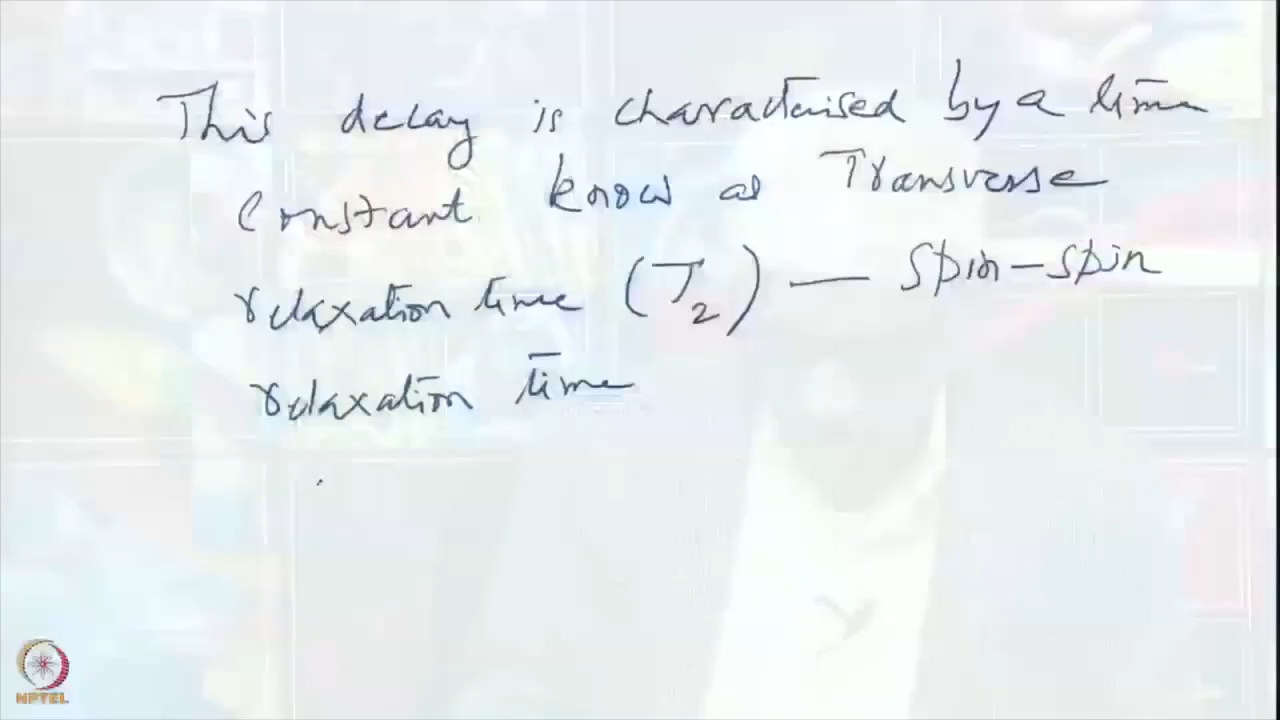 This delay is characterised by a time
Constant know as Transverse
relaxation time (T₂) — spin-spin
relaxation time
NPTEL